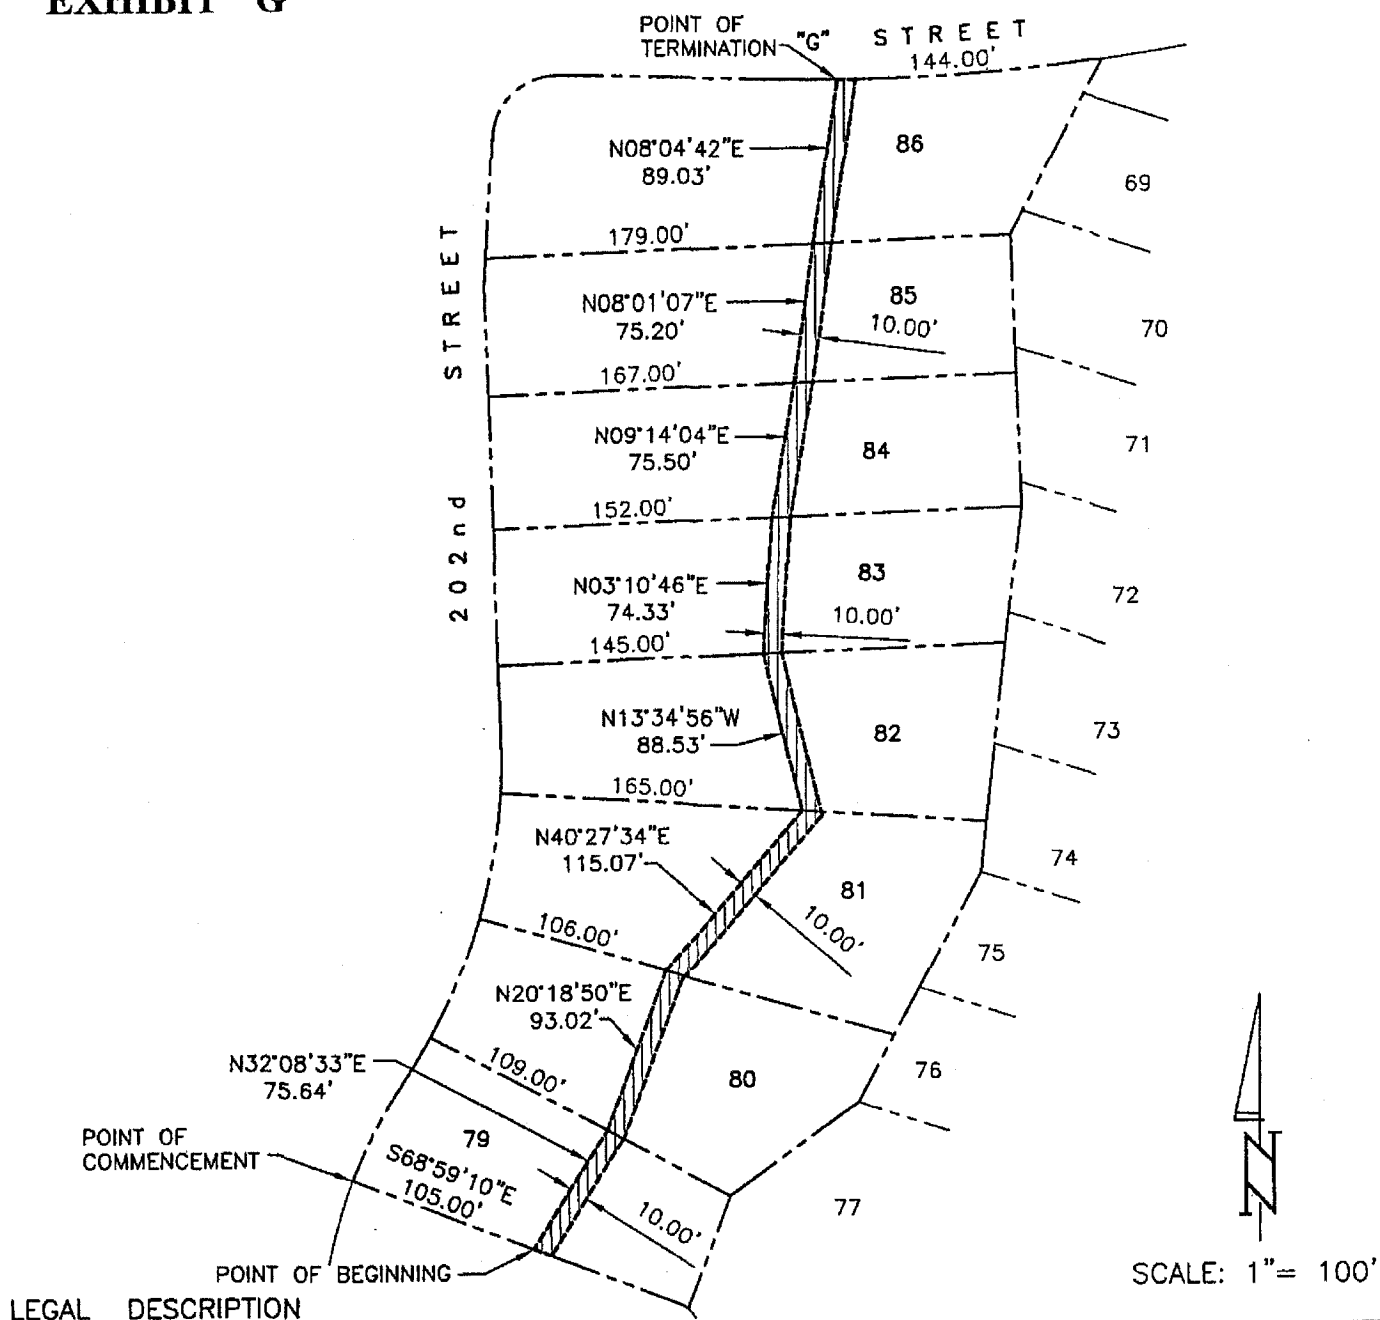 EXHIBIT "G"
POINT OF
TERMINATION
"G" STREET
144.00'
N08°04'42"E
89.03'
86
69
179.00'
N08°01'07"E
75.20'
85
10.00'
70
167.00'
STREET
N09°14'04"E
75.50'
84
71
152.00'
202nd
N03°10'46"E
74.33'
83
10.00'
72
145.00'
N13°34'56"W
88.53'
82
73
165.00'
N40°27'34"E
115.07'
81
10.00'
74
106.00'
75
N20°18'50"E
93.02'
N32°08'33"E
75.64'
109.00'
80
76
POINT OF
COMMENCEMENT
79
S68°59'10"E
105.00'
10.00'
77
N
POINT OF BEGINNING
SCALE: 1"= 100'
LEGAL DESCRIPTION